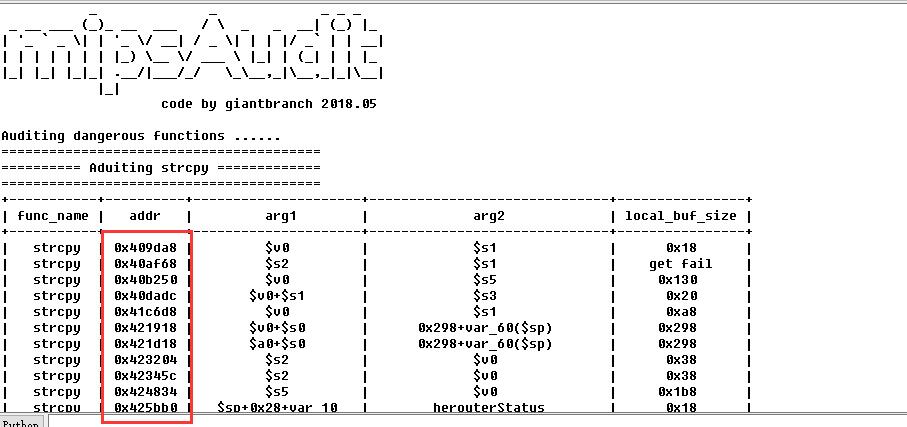 mipsAudit
code by giantbranch 2018.05
Auditing dangerous functions ......
========================================
========== Aduiting strcpy =============
========================================
| func_name | addr | arg1 | arg2 | local_buf_size |
| strcpy | 0x409da8 | $v0 | $s1 | 0x18 |
| strcpy | 0x40af68 | $s2 | $s1 | get fail |
| strcpy | 0x40b250 | $v0 | $s5 | 0x130 |
| strcpy | 0x40dadc | $v0+$s1 | $s3 | 0x20 |
| strcpy | 0x41c6d8 | $v0 | $s1 | 0xa8 |
| strcpy | 0x421918 | $v0+$s0 | 0x298+var_60($sp) | 0x298 |
| strcpy | 0x421d18 | $a0+$s0 | 0x298+var_60($sp) | 0x298 |
| strcpy | 0x423204 | $s2 | $v0 | 0x38 |
| strcpy | 0x42345c | $s2 | $v0 | 0x38 |
| strcpy | 0x424834 | $s5 | $v0 | 0x1b8 |
| strcpy | 0x425bb0 | $sp+0x28+var_10 | herouterStatus | 0x18 |
Python